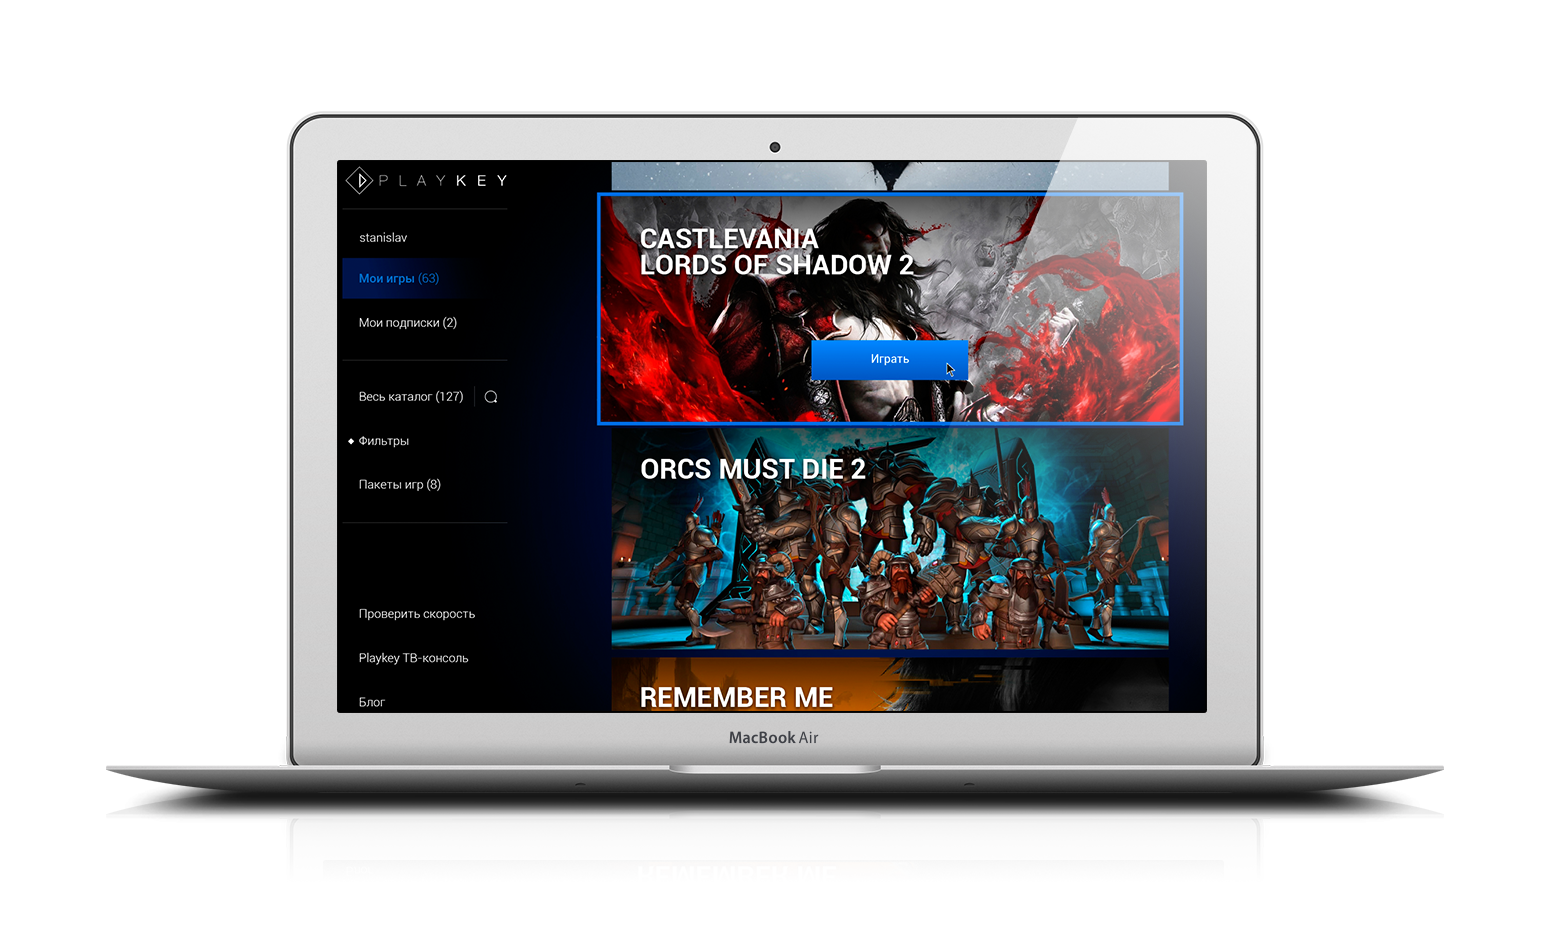 PLAYKEY
stanislav
Мои игры (63)
Мои подписки (2)
Весь каталог (127)
Фильтры
Пакеты игр (8)
Проверить скорость
Playkey ТВ-консоль
Блог
CASTLEVANIA
LORDS OF SHADOW 2
Играть
ORCS MUST DIE 2
REMEMBER ME
MacBook Air